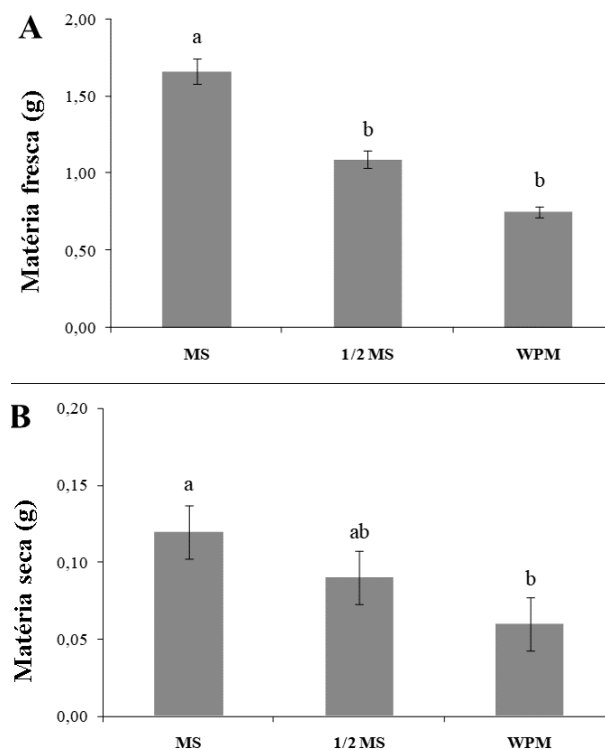 A
Matéria fresca (g)
2,00
1,50
1,00
0,50
0,00
a
b
b
MS
1/2 MS
WPM
B
Matéria seca (g)
0,20
0,15
0,10
0,05
0,00
a
ab
b
MS
1/2 MS
WPM